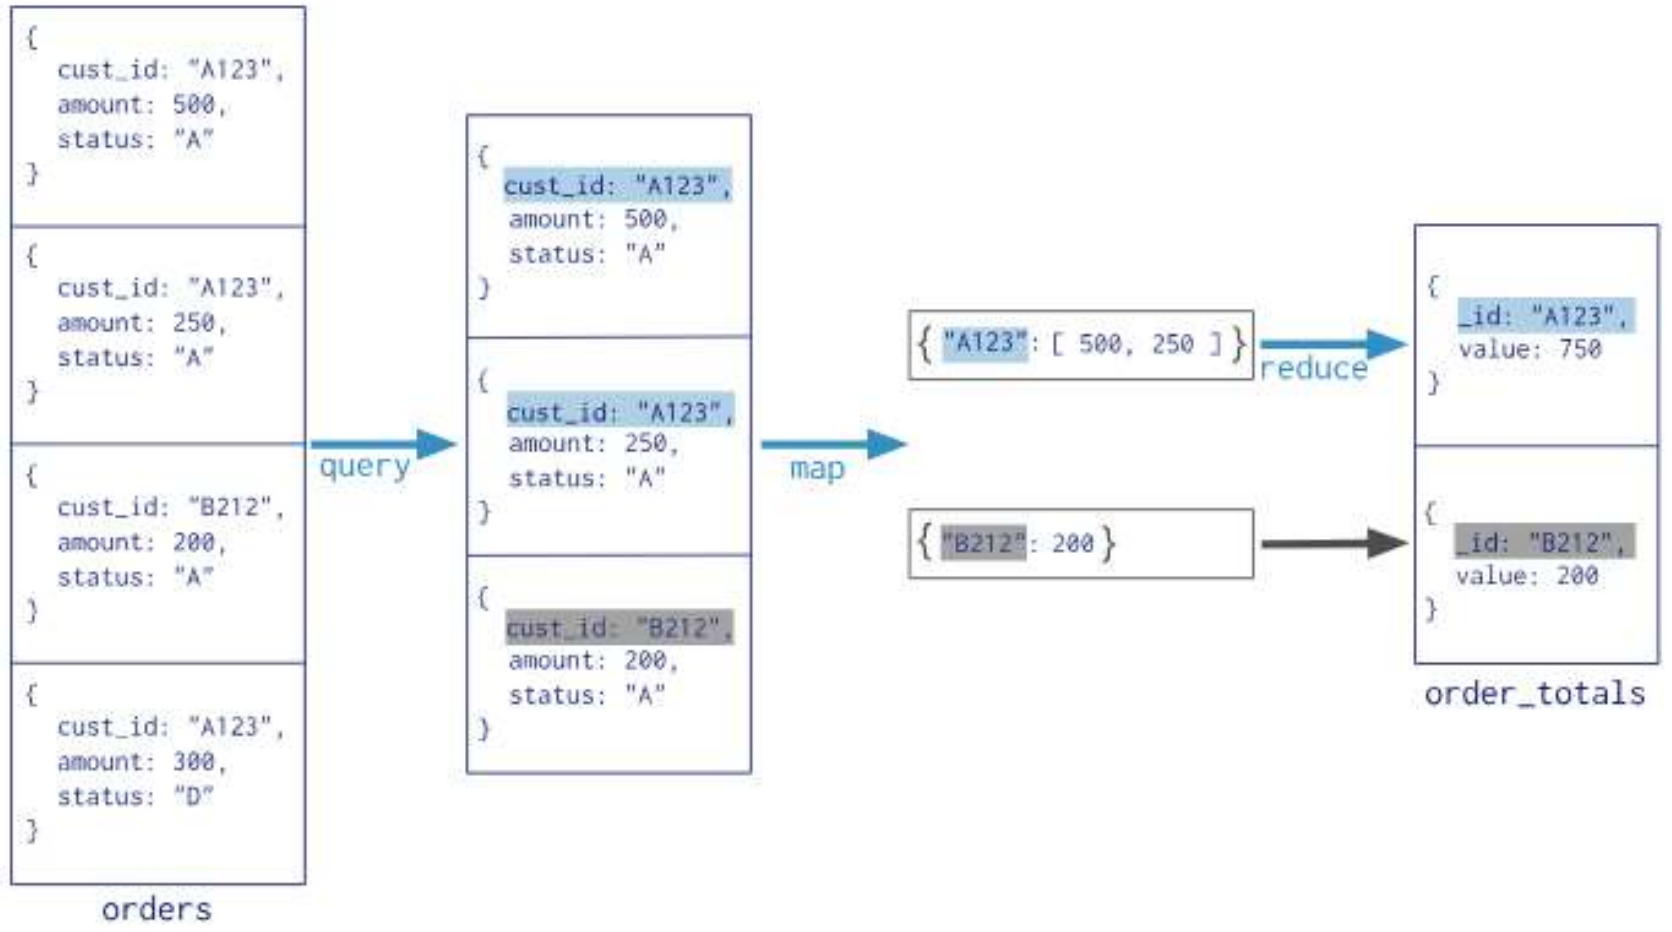 {
cust_id: "A123",
amount: 500,
status: "A"
}
{
cust_id: "A123",
amount: 250,
status: "A"
}
{
cust_id: "B212",
amount: 200,
status: "A"
}
{
cust_id: "A123",
amount: 300,
status: "D"
}
orders
query
{
cust_id: "A123",
amount: 500,
status: "A"
}
{
cust_id: "A123",
amount: 250,
status: "A"
}
{
cust_id: "B212",
amount: 200,
status: "A"
}
map
{ "A123": [ 500, 250 ] }
{ "B212": 200 }
reduce
{
_id: "A123",
value: 750
}
{
_id: "B212",
value: 200
}
order_totals